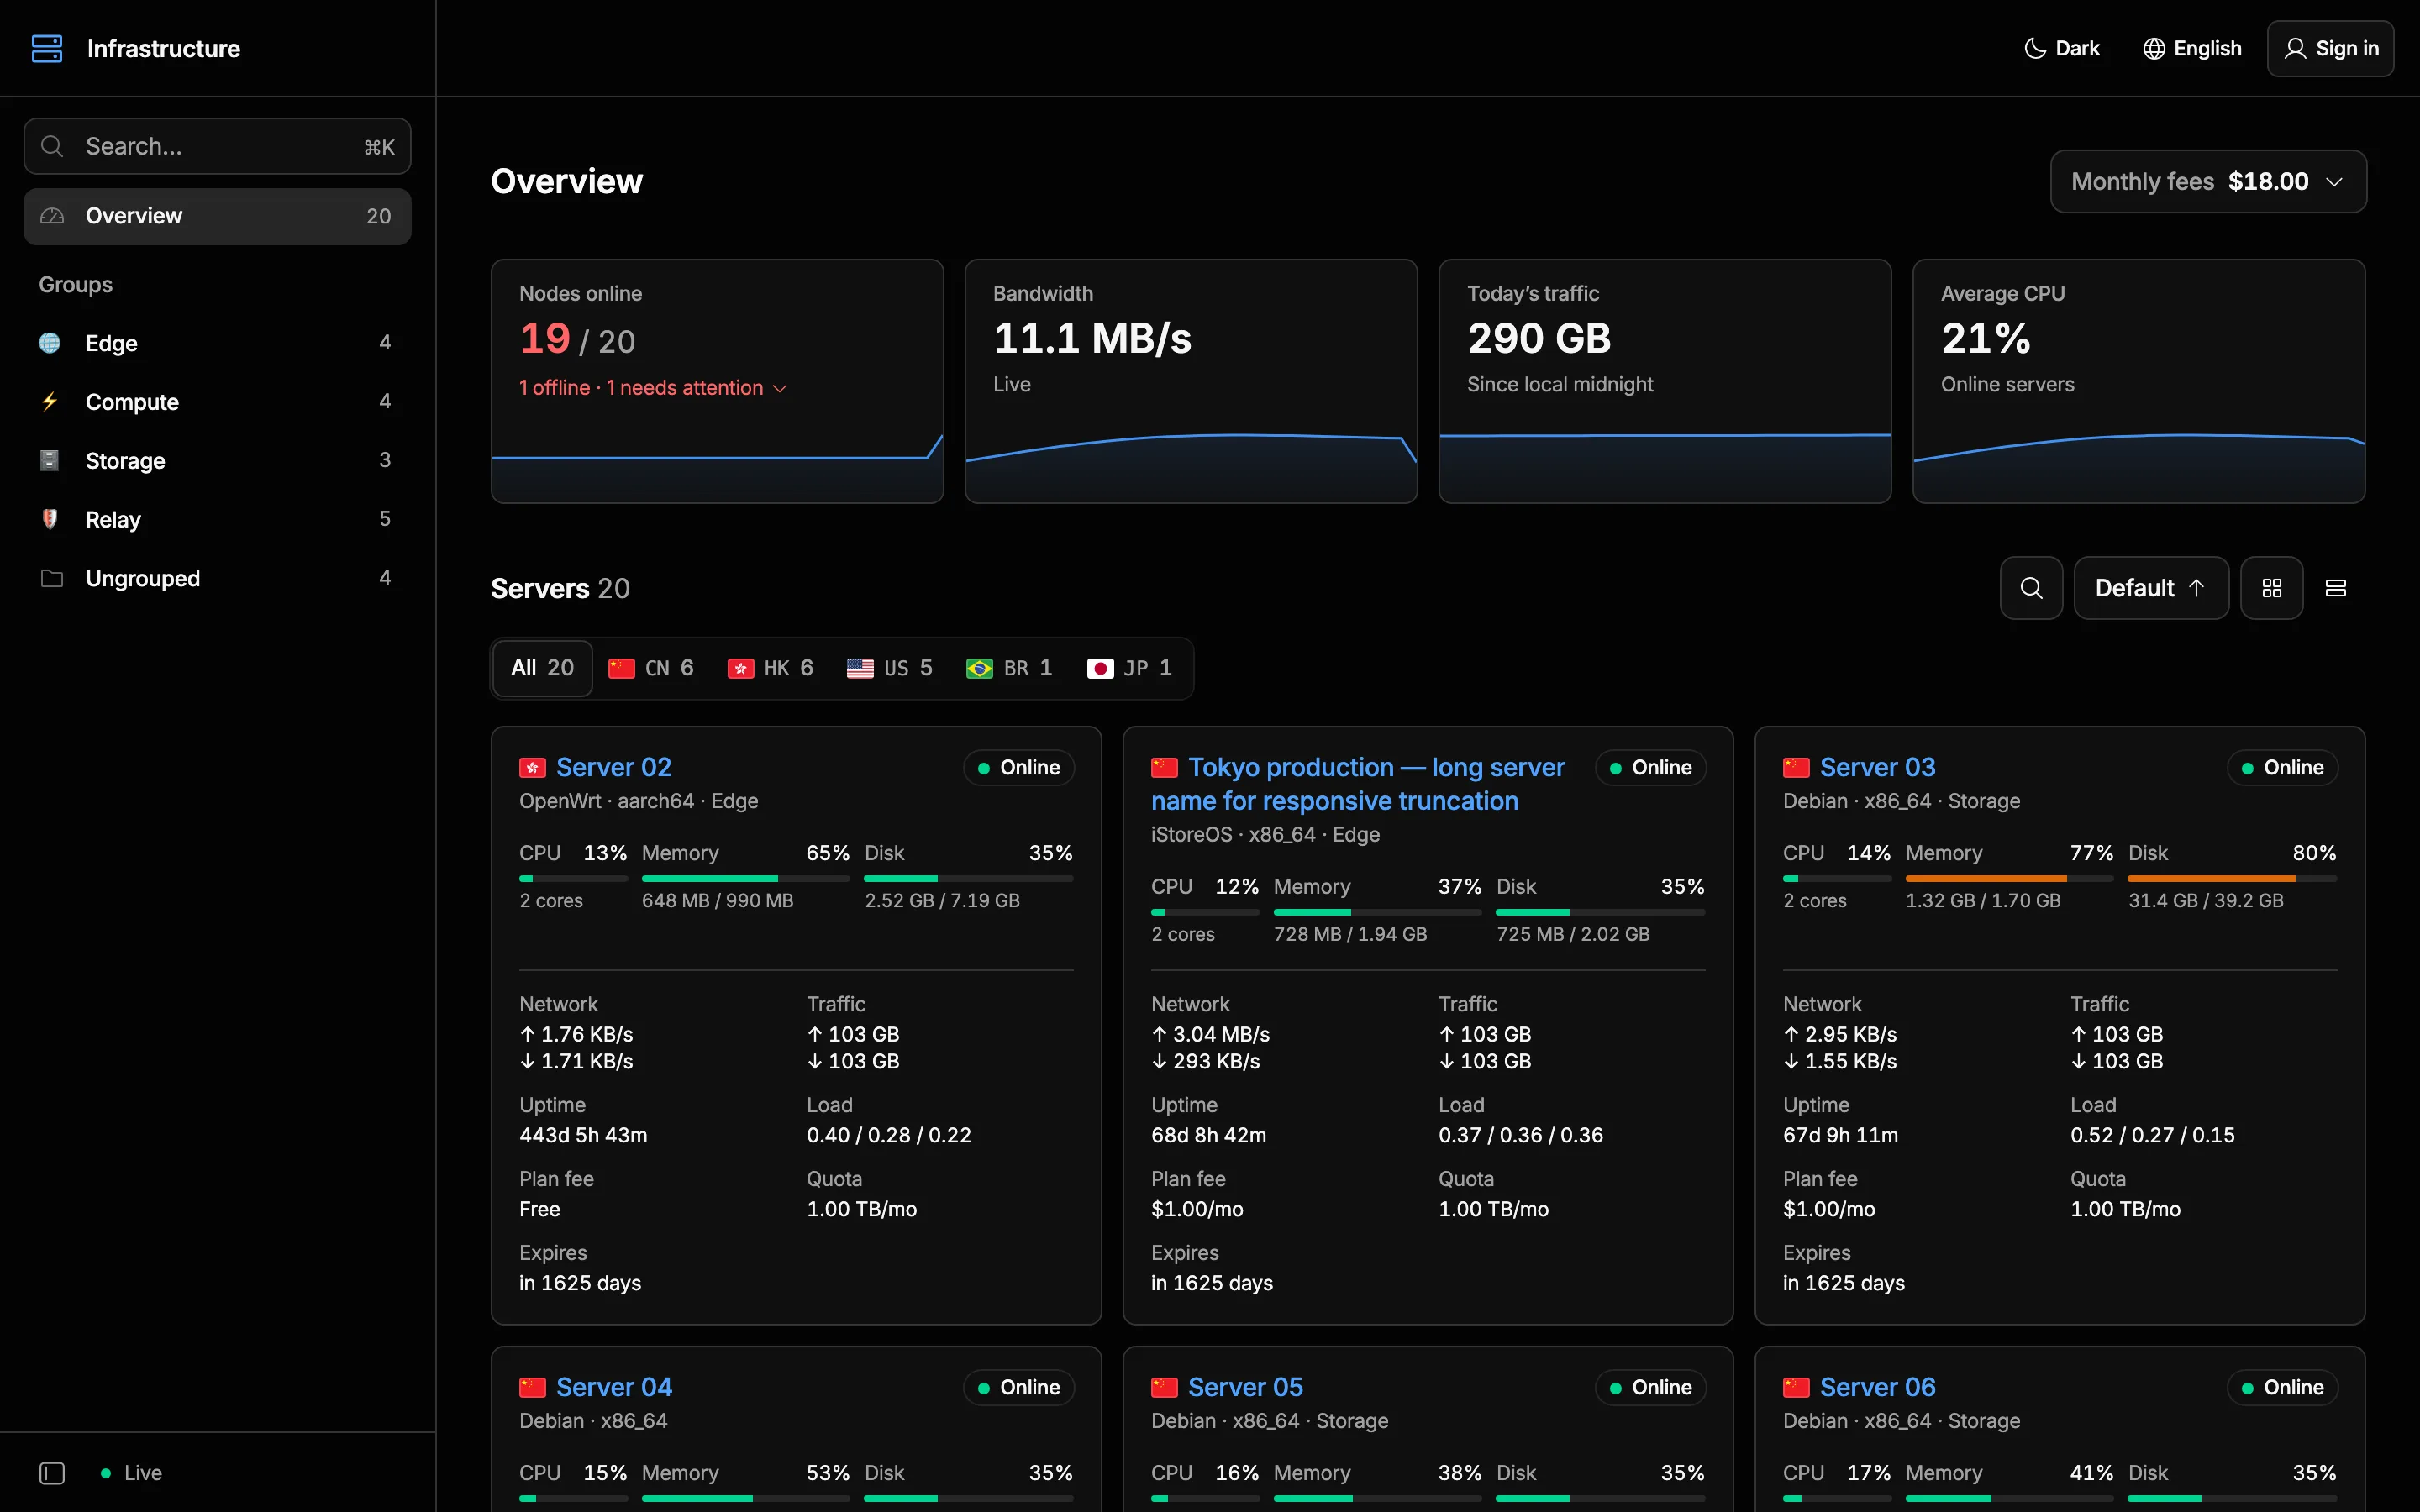 Infrastructure
Dark
English
Sign in
Search...
⌘K
Overview 20
Groups
Edge 4
Compute 4
Storage 3
Relay 5
Ungrouped 4
Live
Overview
Monthly fees $18.00
Nodes online
19 / 20
1 offline · 1 needs attention
Bandwidth
11.1 MB/s
Live
Today’s traffic
290 GB
Since local midnight
Average CPU
21%
Online servers
Servers 20
Default ↑
All 20 CN 6 HK 6 US 5 BR 1 JP 1
Server 02
Online
OpenWrt · aarch64 · Edge
CPU 13% Memory 65% Disk 35%
2 cores 648 MB / 990 MB 2.52 GB / 7.19 GB
Network Traffic
↑ 1.76 KB/s ↑ 103 GB
↓ 1.71 KB/s ↓ 103 GB
Uptime Load
443d 5h 43m 0.40 / 0.28 / 0.22
Plan fee Quota
Free 1.00 TB/mo
Expires
in 1625 days
Tokyo production — long server
name for responsive truncation
Online
iStoreOS · x86_64 · Edge
CPU 12% Memory 37% Disk 35%
2 cores 728 MB / 1.94 GB 725 MB / 2.02 GB
Network Traffic
↑ 3.04 MB/s ↑ 103 GB
↓ 293 KB/s ↓ 103 GB
Uptime Load
68d 8h 42m 0.37 / 0.36 / 0.36
Plan fee Quota
$1.00/mo 1.00 TB/mo
Expires
in 1625 days
Server 03
Online
Debian · x86_64 · Storage
CPU 14% Memory 77% Disk 80%
2 cores 1.32 GB / 1.70 GB 31.4 GB / 39.2 GB
Network Traffic
↑ 2.95 KB/s ↑ 103 GB
↓ 1.55 KB/s ↓ 103 GB
Uptime Load
67d 9h 11m 0.52 / 0.27 / 0.15
Plan fee Quota
$1.00/mo 1.00 TB/mo
Expires
in 1625 days
Server 04
Online
Debian · x86_64
CPU 15% Memory 53% Disk 35%
Server 05
Online
Debian · x86_64 · Storage
CPU 16% Memory 38% Disk 35%
Server 06
Online
Debian · x86_64 · Storage
CPU 17% Memory 41% Disk 35%